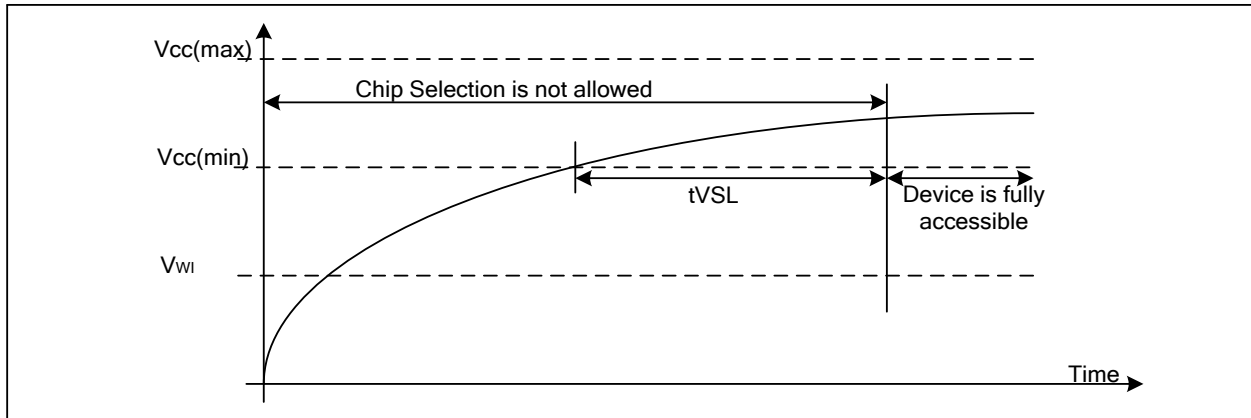 Vcc(max)
Chip Selection is not allowed
Vcc(min)
tVSL
Device is fully
accessible
VWI
Time